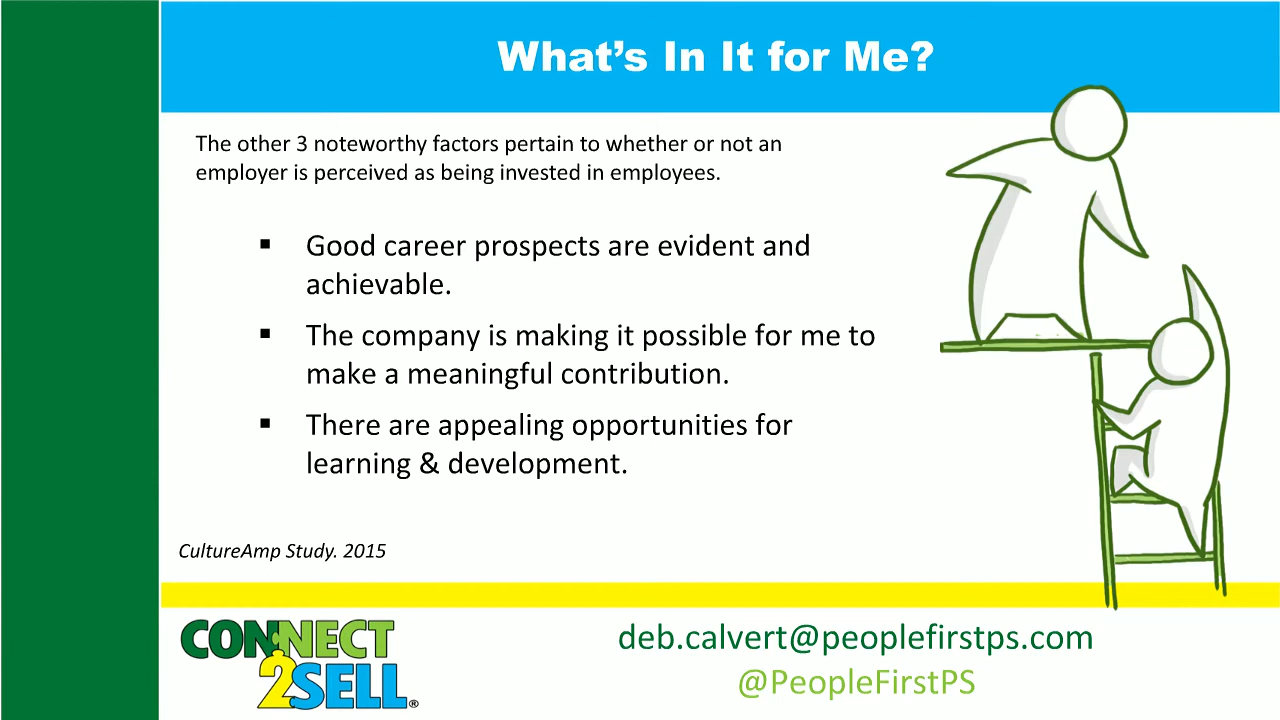 What's In It for Me?
The other 3 noteworthy factors pertain to whether or not an
employer is perceived as being invested in employees.
▪ Good career prospects are evident and
achievable.
▪ The company is making it possible for me to
make a meaningful contribution.
▪ There are appealing opportunities for
learning & development.
CultureAmp Study. 2015
CONNECT
2SELL®
deb.calvert@peoplefirstps.com
@PeopleFirstPS